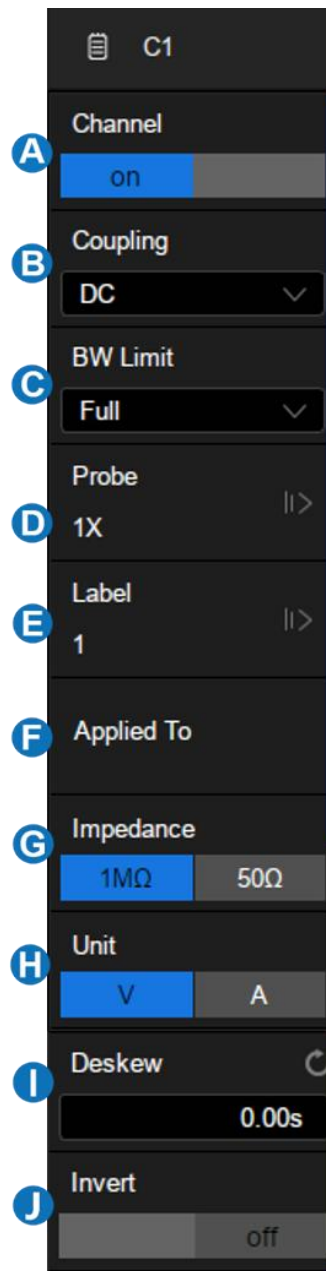 C1
A
Channel
on
B
Coupling
DC
C
BW Limit
Full
D
Probe
1X
E
Label
1
F
Applied To
G
Impedance
1MΩ 50Ω
H
Unit
V A
I
Deskew
0.00s
J
Invert
off